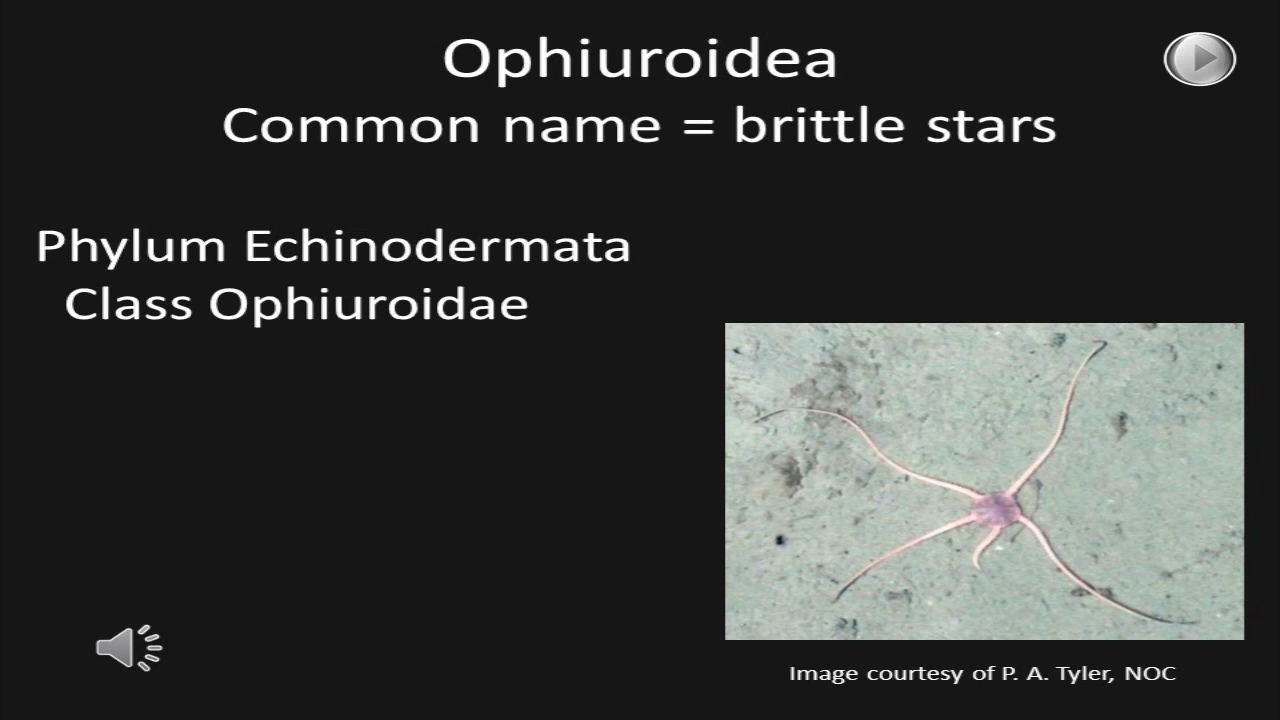 Ophiuroidea
Common name = brittle stars
Phylum Echinodermata
Class Ophiuroidae
Image courtesy of P. A. Tyler, NOC